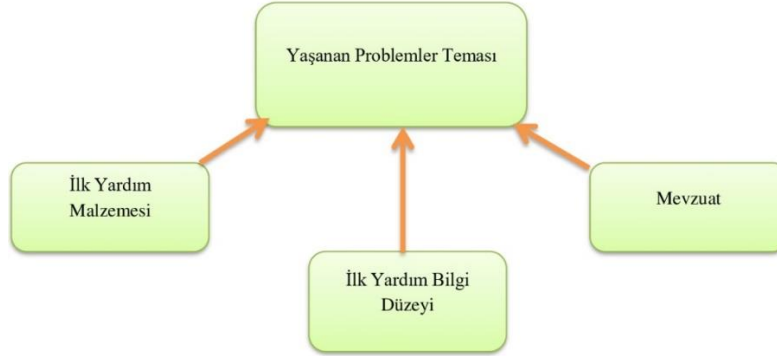 Yaşanan Problemler Teması
İlk Yardım
Malzemesi
Mevzuat
İlk Yardım Bilgi
Düzeyi